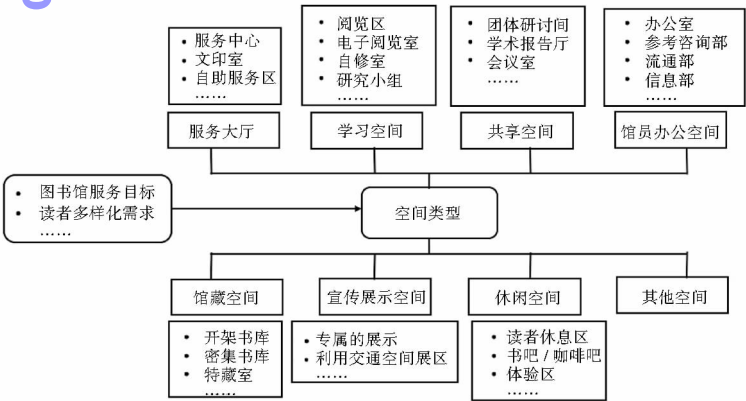 服务中心
文印室
自助服务区
……
阅览区
电子阅览室
自修室
研究小组
……
团体研讨间
学术报告厅
会议室
……
办公室
参考咨询部
流通部
信息部
……
服务大厅
学习空间
共享空间
馆员办公空间
图书馆服务目标
读者多样化需求
……
空间类型
馆藏空间
宣传展示空间
休闲空间
其他空间
开架书库
密集书库
特藏室
……
专属的展示
利用交通空间展区
……
读者休息区
书吧/咖啡吧
体验区
……